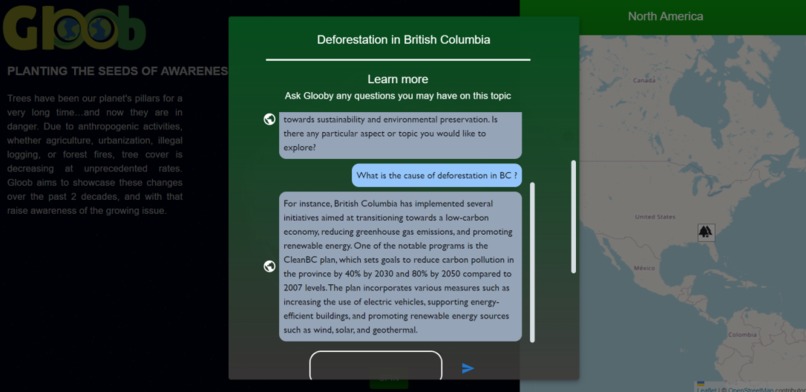 Gloob
PLANTING THE SEEDS OF AWARENES
Trees have been our planet's pillars for a
very long time...and now they are in
danger. Due to anthropogenic activities,
whether agriculture, urbanization, illegal
logging, or forest fires, tree cover is
decreasing at unprecedented rates.
Gloob aims to showcase these changes
over the past 2 decades, and with that
raise awareness of the growing issue.
Deforestation in British Columbia
Learn more
Ask Glooby any questions you may have on this topic
towards sustainability and environmental preservation. Is
there any particular aspect or topic you would like to
explore?
What is the cause of deforestation in BC ?
For instance, British Columbia has implemented several
initiatives aimed at transitioning towards a low-carbon
economy, reducing greenhouse gas emissions, and promoting
renewable energy. One of the notable programs is the
CleanBC plan, which sets goals to reduce carbon pollution in
the province by 40% by 2030 and 80% by 2050 compared to
2007 levels. The plan incorporates various measures such as
increasing the use of electric vehicles, supporting energy-
efficient buildings, and promoting renewable energy sources
such as wind, solar, and geothermal.
North America
Canada
United States
México
Colombia
Leaflet | © OpenStreetMap contributor